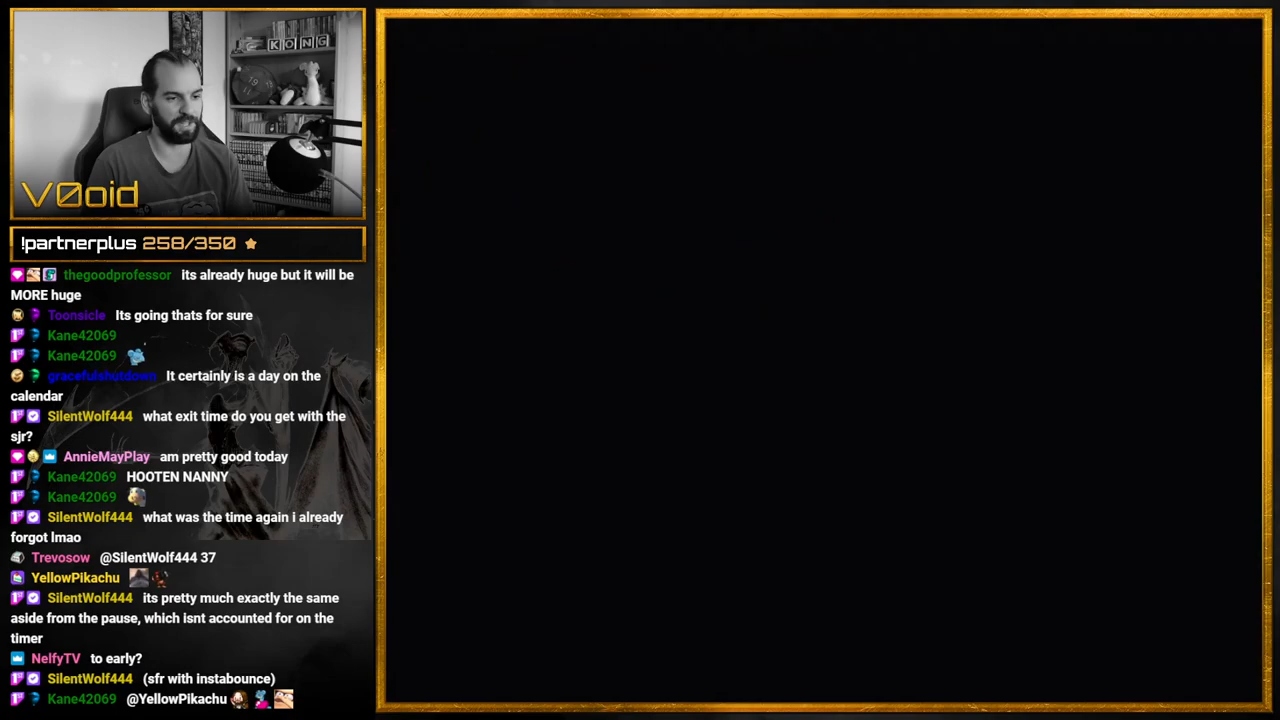 KONG
19
VØoid
!partnerplus 258/350
thegoodprofessor its already huge but it will be
MORE huge
Toonsicle Its going thats for sure
Kane42069
Kane42069
gracefulshutdown It certainly is a day on the
calendar
SilentWolf444 what exit time do you get with the
sjr?
AnnieMayPlay am pretty good today
Kane42069 HOOTEN NANNY
Kane42069
SilentWolf444 what was the time again i already
forgot lmao
Trevosow @SilentWolf444 37
YellowPikachu
SilentWolf444 its pretty much exactly the same
aside from the pause, which isnt accounted for on the
timer
NelfyTV to early?
SilentWolf444 (sfr with instabounce)
Kane42069 @YellowPikachu